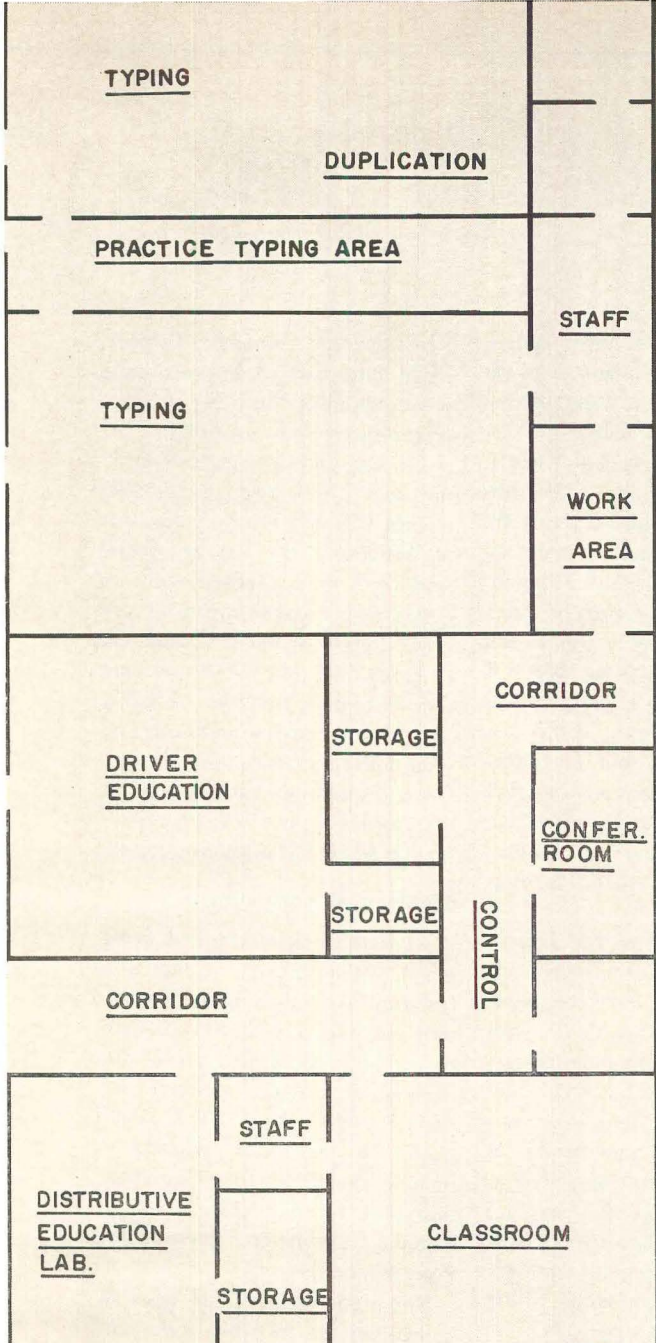 TYPING
DUPLICATION
PRACTICE TYPING AREA
STAFF
TYPING
WORK
AREA
CORRIDOR
STORAGE
DRIVER
EDUCATION
CONFER.
ROOM
STORAGE
CONTROL
CORRIDOR
STAFF
DISTRIBUTIVE
EDUCATION
LAB.
CLASSROOM
STORAGE